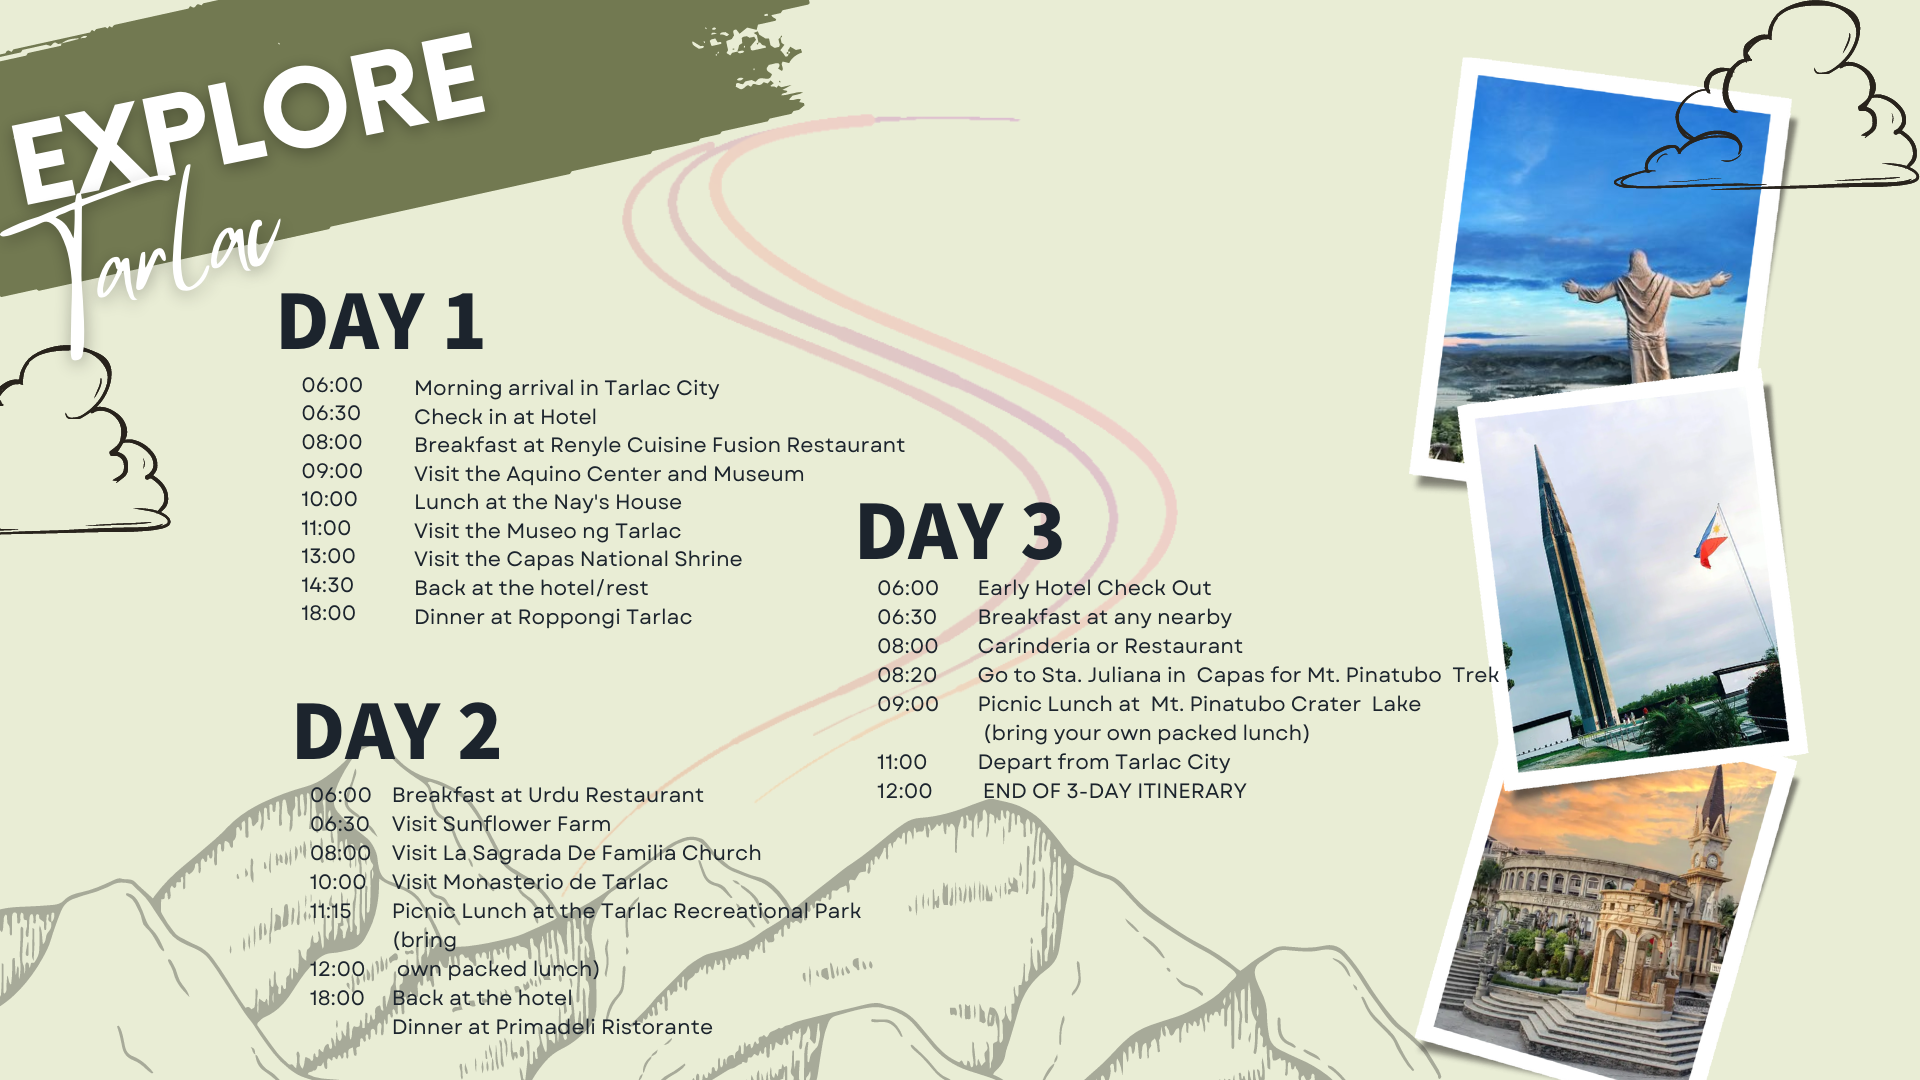 EXPLORE
Tarlac
DAY 1
06:00 Morning arrival in Tarlac City
06:30 Check in at Hotel
08:00 Breakfast at Renyle Cuisine Fusion Restaurant
09:00 Visit the Aquino Center and Museum
10:00 Lunch at the Nay's House
11:00 Visit the Museo ng Tarlac
13:00 Visit the Capas National Shrine
14:30 Back at the hotel/rest
18:00 Dinner at Roppongi Tarlac
DAY 2
06:00 Breakfast at Urdu Restaurant
06:30 Visit Sunflower Farm
08:00 Visit La Sagrada De Familia Church
10:00 Visit Monasterio de Tarlac
11:15 Picnic Lunch at the Tarlac Recreational Park
(bring
12:00 own packed lunch)
18:00 Back at the hotel
Dinner at Primadeli Ristorante
DAY 3
06:00 Early Hotel Check Out
06:30 Breakfast at any nearby
08:00 Carinderia or Restaurant
08:20 Go to Sta. Juliana in Capas for Mt. Pinatubo Trek
09:00 Picnic Lunch at Mt. Pinatubo Crater Lake
(bring your own packed lunch)
11:00 Depart from Tarlac City
12:00 END OF 3-DAY ITINERARY